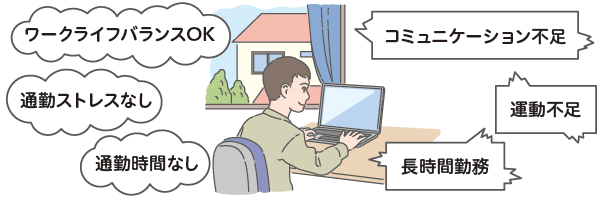 ワークライフバランスOK
通勤ストレスなし
通勤時間なし
コミュニケーション不足
運動不足
長時間勤務